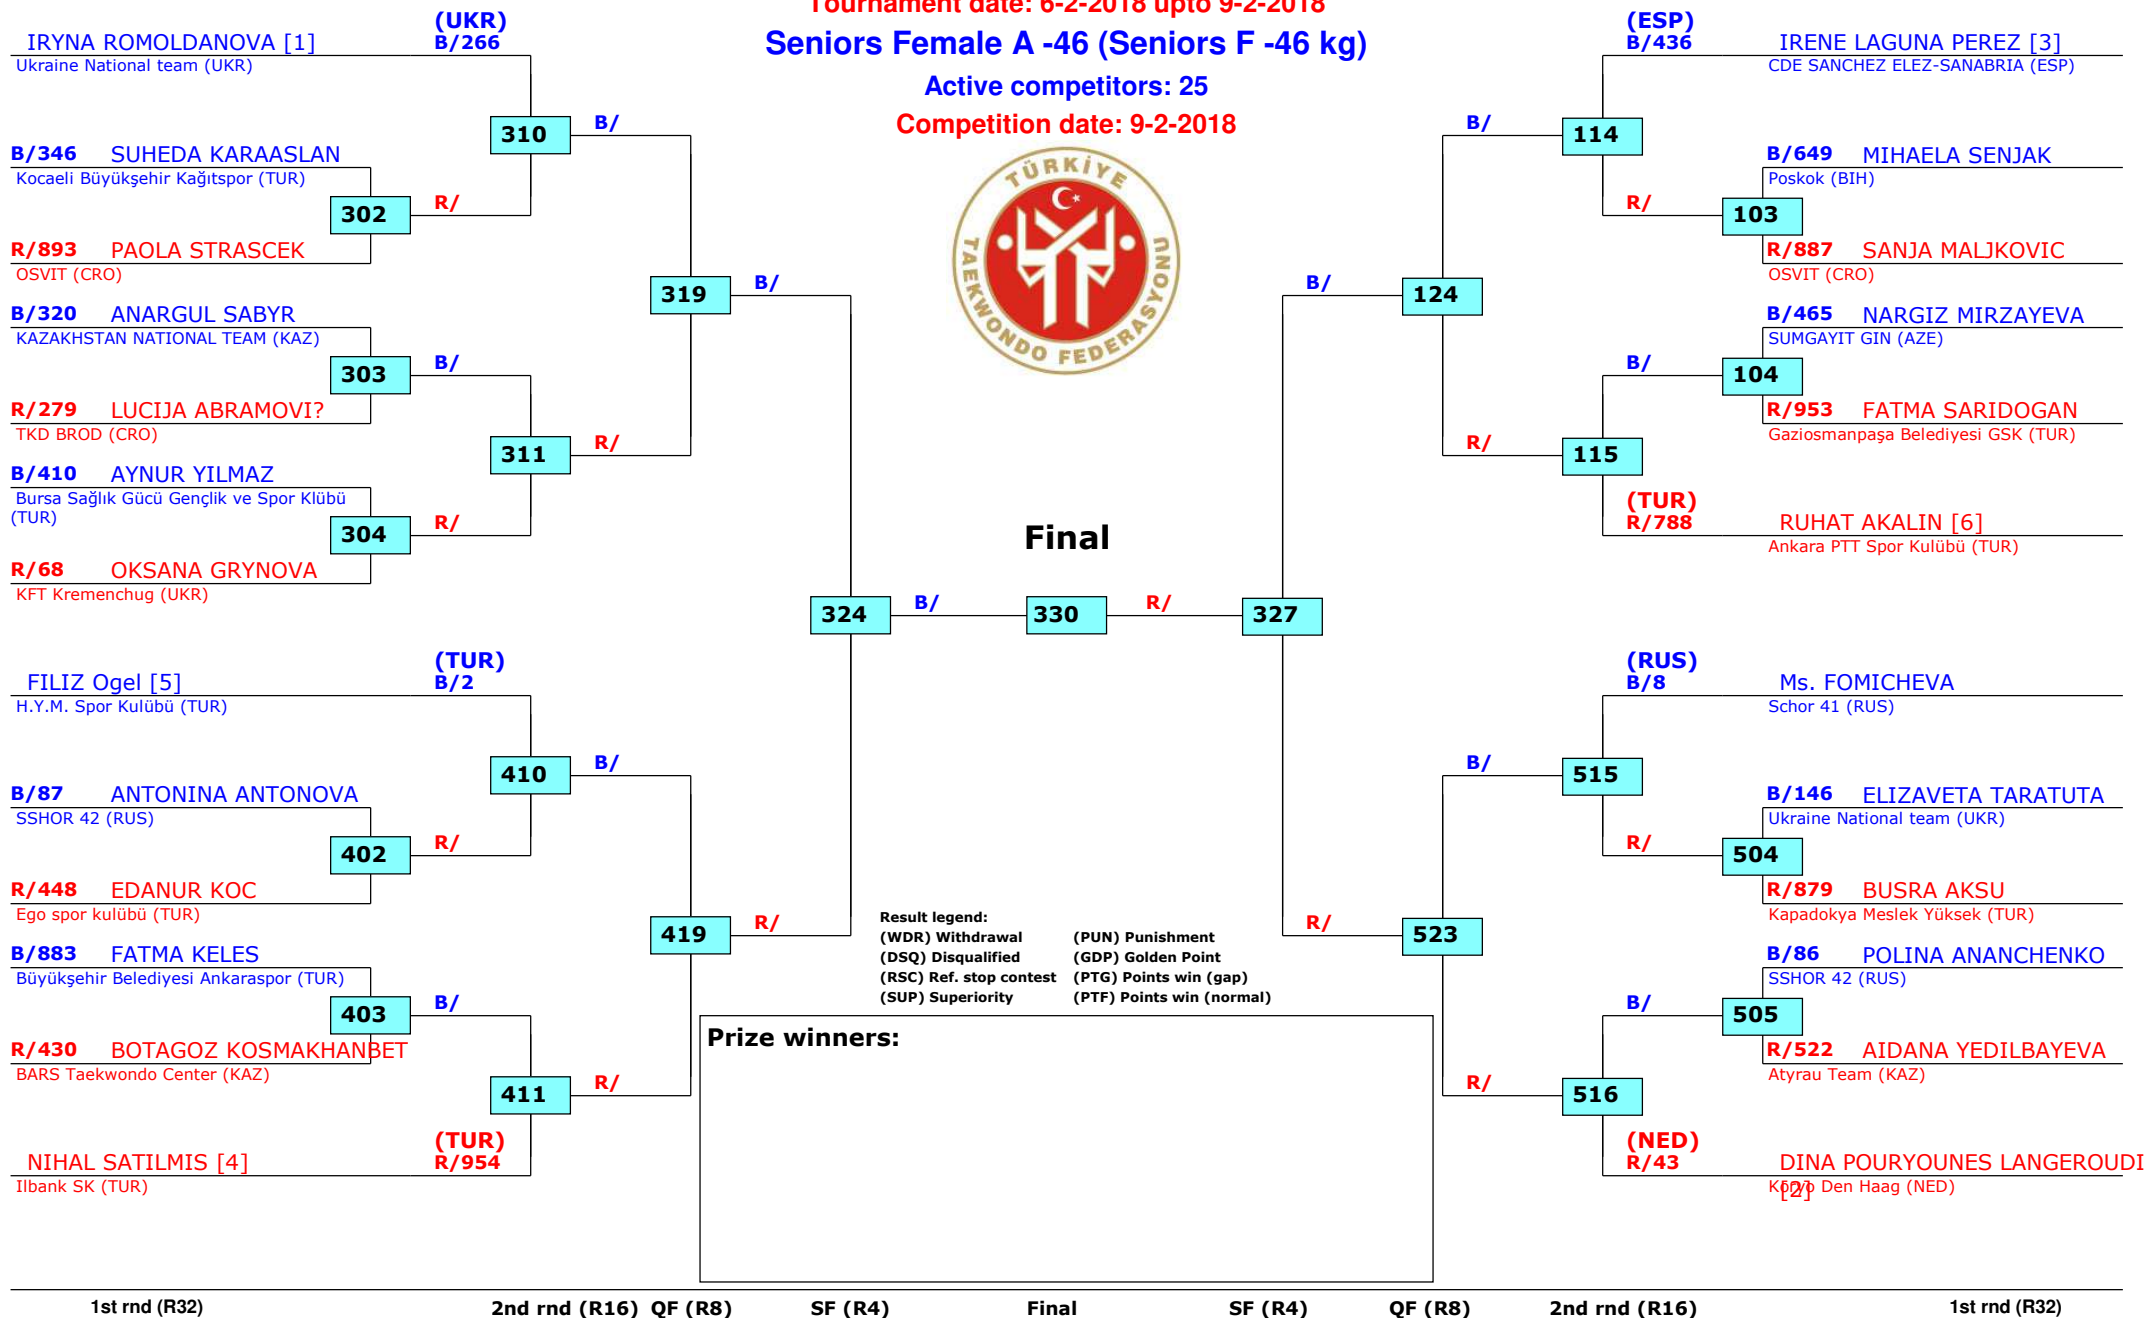 Tournament date: 6-2-2018 upto 9-2-2018
Seniors Female A -46 (Seniors F -46 kg)
Active competitors: 25
Competition date: 9-2-2018
TÜRKİYE
TAEKWONDO FEDERASYONU
(UKR)
IRYNA ROMOLDANOVA [1] B/266
Ukraine National team (UKR)
310 B/
B/346 SUHEDA KARAASLAN
Kocaeli Büyükşehir Kağıtspor (TUR)
302 R/
R/893 PAOLA STRASCEK
OSVIT (CRO)
319 B/
B/320 ANARGUL SABYR
KAZAKHSTAN NATIONAL TEAM (KAZ)
303 B/
R/279 LUCIJA ABRAMOVI?
TKD BROD (CRO)
311 R/
B/410 AYNUR YILMAZ
Bursa Sağlık Gücü Gençlik ve Spor Klübü
(TUR)
304 R/
R/68 OKSANA GRYNOVA
KFT Kremenchug (UKR)
324 B/
(TUR)
FILIZ Ogel [5] B/2
H.Y.M. Spor Kulübü (TUR)
410 B/
B/87 ANTONINA ANTONOVA
SSHOR 42 (RUS)
402 R/
R/448 EDANUR KOC
Ego spor kulübü (TUR)
419 R/
B/883 FATMA KELES
Büyükşehir Belediyesi Ankaraspor (TUR)
403 B/
R/430 BOTAGOZ KOSMAKHANBET
BARS Taekwondo Center (KAZ)
411 R/
(TUR)
NIHAL SATILMIS [4] R/954
Ilbank SK (TUR)
Final
330
(ESP)
B/436 IRENE LAGUNA PEREZ [3]
CDE SANCHEZ ELEZ-SANABRIA (ESP)
B/ 114
B/649 MIHAELA SENJAK
Poskok (BIH)
R/ 103
R/887 SANJA MALJKOVIC
OSVIT (CRO)
B/ 124
B/465 NARGIZ MIRZAYEVA
SUMGAYIT GIN (AZE)
B/ 104
R/953 FATMA SARIDOGAN
Gaziosmanpaşa Belediyesi GSK (TUR)
R/ 115
(TUR)
R/788 RUHAT AKALIN [6]
Ankara PTT Spor Kulübü (TUR)
R/ 327
(RUS)
B/8 Ms. FOMICHEVA
Schor 41 (RUS)
B/ 515
B/146 ELIZAVETA TARATUTA
Ukraine National team (UKR)
R/ 504
R/879 BUSRA AKSU
Kapadokya Meslek Yüksek (TUR)
R/ 523
B/86 POLINA ANANCHENKO
SSHOR 42 (RUS)
B/ 505
R/522 AIDANA YEDILBAYEVA
Atyrau Team (KAZ)
R/ 516
(NED)
R/43 DINA POURYOUNES LANGEROUDI
[2]
Koryo Den Haag (NED)
Result legend:
(WDR) Withdrawal (PUN) Punishment
(DSQ) Disqualified (GDP) Golden Point
(RSC) Ref. stop contest (PTG) Points win (gap)
(SUP) Superiority (PTF) Points win (normal)
Prize winners:
1st rnd (R32) 2nd rnd (R16) QF (R8) SF (R4) Final SF (R4) QF (R8) 2nd rnd (R16) 1st rnd (R32)